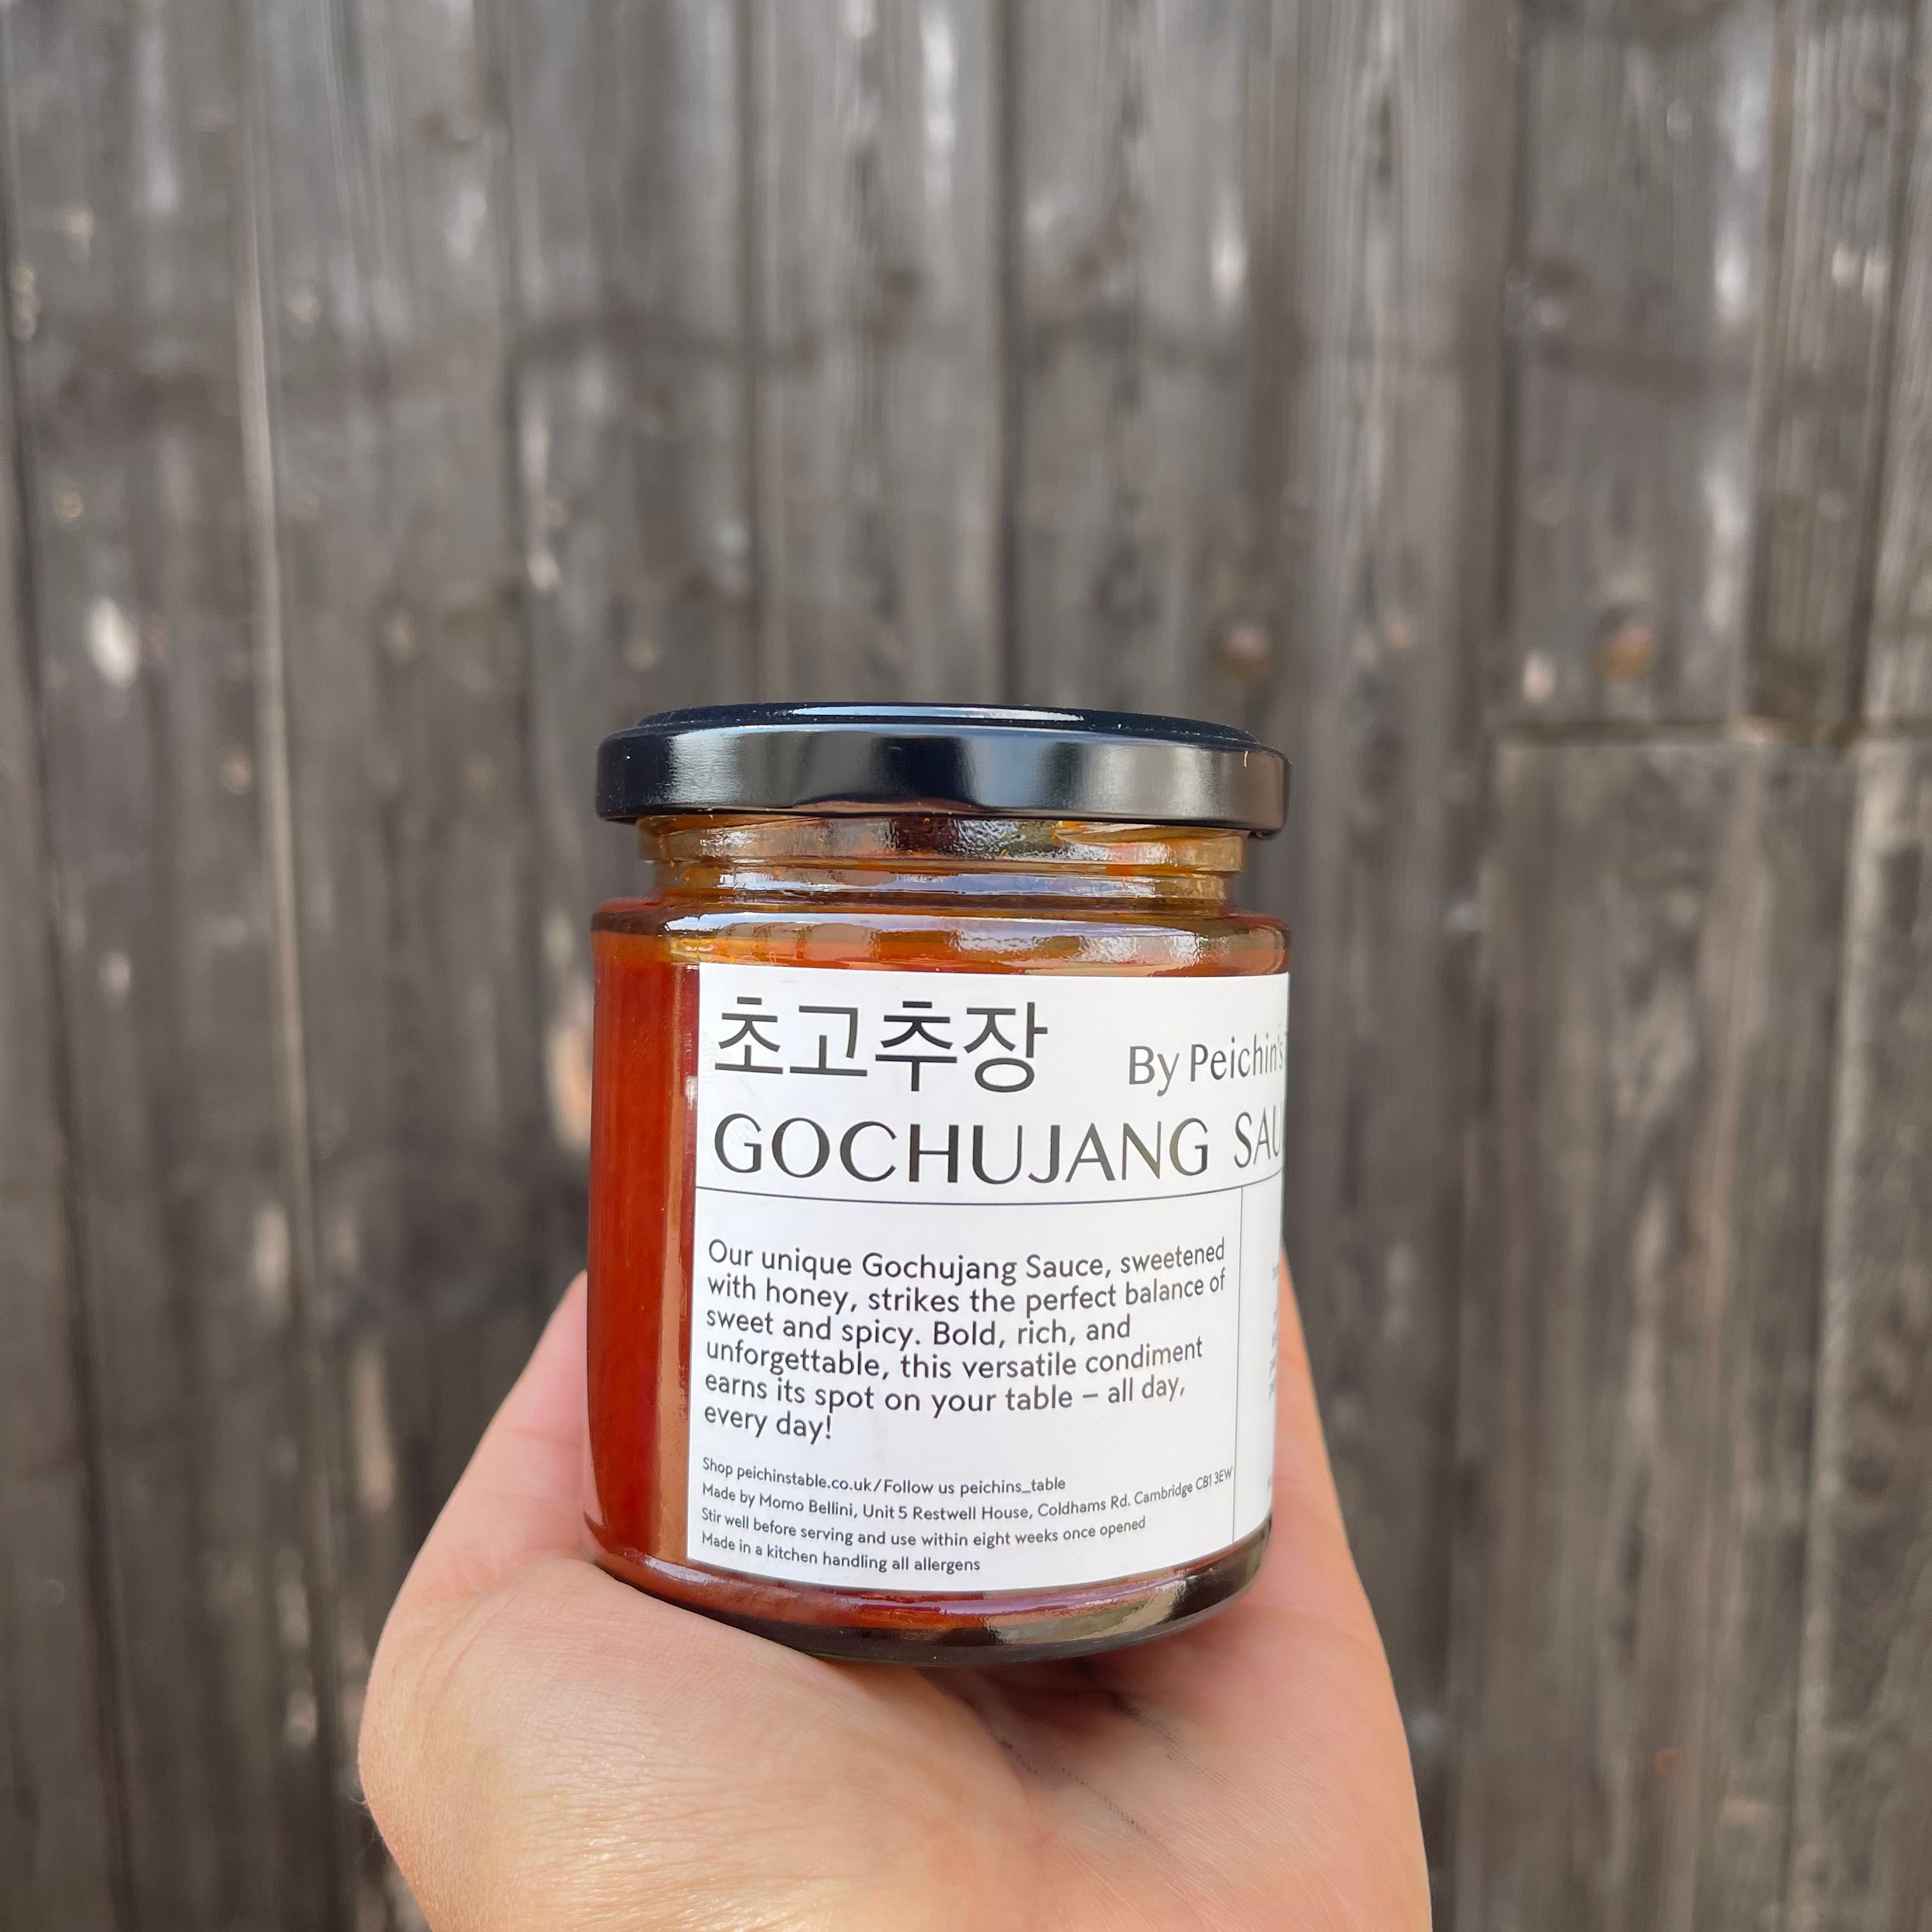 초고추장 By Peichin's
GOCHUJANG SAU
Our unique Gochujang Sauce, sweetened
with honey, strikes the perfect balance of
sweet and spicy. Bold, rich, and
unforgettable, this versatile condiment
earns its spot on your table – all day,
every day!
Shop peichinstable.co.uk/Follow us peichins_table
Made by Momo Bellini, Unit 5 Restwell House, Coldhams Rd. Cambridge CB1 3EW
Stir well before serving and use within eight weeks once opened
Made in a kitchen handling all allergens